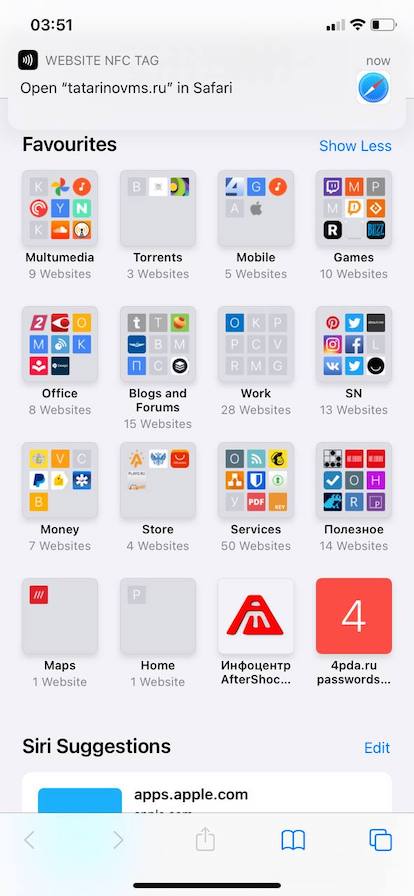 03:51
WEBSITE NFC TAG
now
Open “tatarinovms.ru” in Safari
Favourites
Show Less
Multumedia
9 Websites
Torrents
3 Websites
Mobile
5 Websites
Games
10 Websites
Office
8 Websites
Blogs and
Forums
15 Websites
Work
28 Websites
SN
13 Websites
Money
7 Websites
Store
4 Websites
Services
50 Websites
Полезное
14 Websites
Maps
1 Website
Home
1 Website
Инфоцентр
AfterShoc...
4
4pda.ru
passwords...
Siri Suggestions
Edit
apps.apple.com